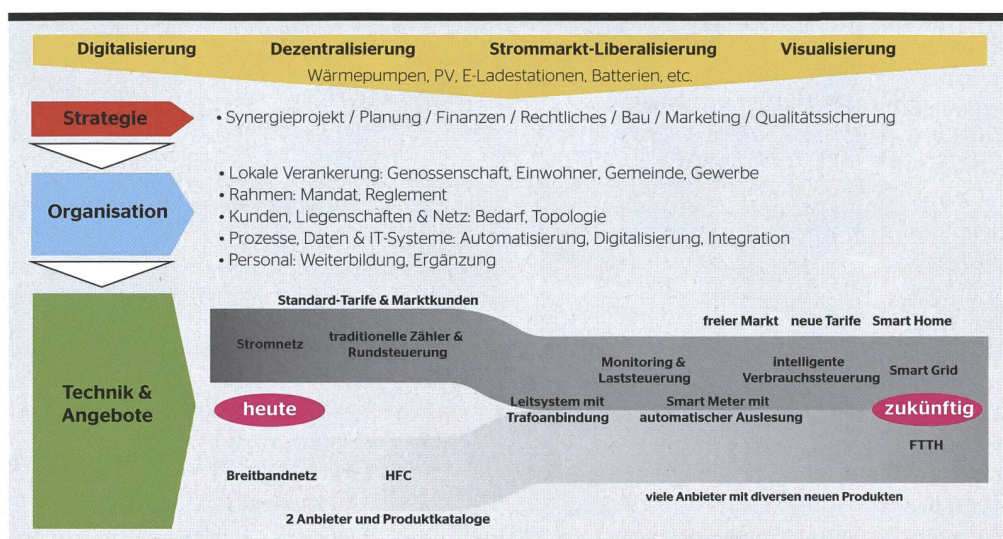 Digitalisierung Dezentralisierung Strommarkt-Liberalisierung Visualisierung
Wärmepumpen, PV, E-Ladestationen, Batterien, etc.
Strategie
• Synergieprojekt / Planung / Finanzen / Rechtliches / Bau / Marketing / Qualitätssicherung
Organisation
• Lokale Verankerung: Genossenschaft, Einwohner, Gemeinde, Gewerbe
• Rahmen: Mandat, Reglement
• Kunden, Liegenschaften & Netz: Bedarf, Topologie
• Prozesse, Daten & IT-Systeme: Automatisierung, Digitalisierung, Integration
• Personal: Weiterbildung, Ergänzung
Technik &
Angebote
Standard-Tarife & Marktkunden
freier Markt neue Tarife Smart Home
Stromnetz
traditionelle Zähler &
Rundsteuerung
Monitoring &
Laststeuerung
intelligente
Verbrauchssteuerung
Smart Grid
heute
Leitsystem mit
Trafoanbindung
Smart Meter mit
automatischer Auslesung
zukünftig
FTTH
Breitbandnetz
HFC
viele Anbieter mit diversen neuen Produkten
2 Anbieter und Produktkataloge